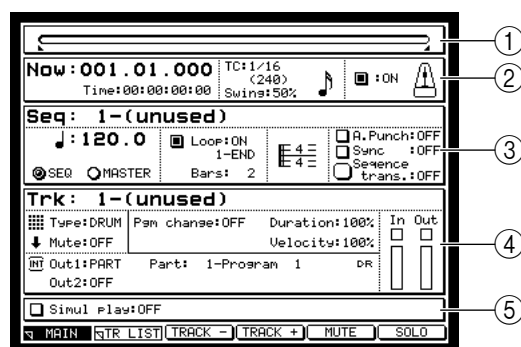 ①
Now:001.01.000 TC:1/16 (240) Swing:50% :ON ②
Time:00:00:00:00
Seq: 1-(unused)
♩:120.0 Loop:ON 1-END Bars: 2 4 4 A.Punch:OFF Sync :OFF Seqence trans.:OFF ③
SEQ MASTER
Trk: 1-(unused)
Type:DRUM Pgm change:OFF Duration:100% In Out
Mute:OFF Velocity:100% ④
INT Out1:PART Part: 1-Program 1 DR
Out2:OFF
Simul play:OFF ⑤
MAIN TR LIST TRACK - TRACK + MUTE SOLO